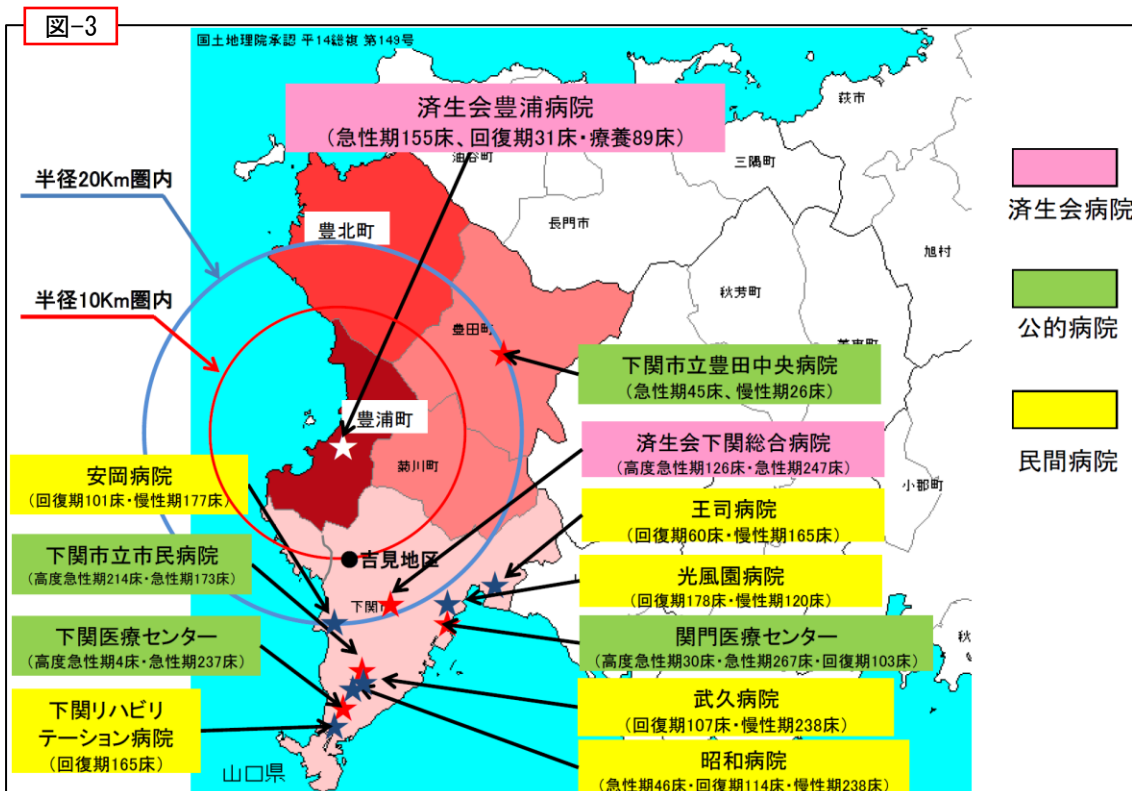 図-3
国土地理院承認 平14総複 第149号
済生会豊浦病院
(急性期155床、回復期31床・療養89床)
萩市
油谷町
三隅町
長門市
旭村
秋芳町
半径20Km圏内
豊北町
半径10Km圏内
豊田町
豊浦町
菊川町
小郡町
済生会病院
公的病院
民間病院
下関市立豊田中央病院
(急性期45床、慢性期26床)
済生会下関総合病院
(高度急性期126床・急性期247床)
安岡病院
(回復期101床・慢性期177床)
王司病院
(回復期60床・慢性期165床)
下関市立市民病院
(高度急性期214床・急性期173床)
吉見地区
下関市
光風園病院
(回復期178床・慢性期120床)
下関医療センター
(高度急性期4床・急性期237床)
関門医療センター
(高度急性期30床・急性期267床・回復期103床)
秋
下関リハビリ
テーション病院
(回復期165床)
武久病院
(回復期107床・慢性期238床)
昭和病院
(急性期46床・回復期114床・慢性期238床)
山口県